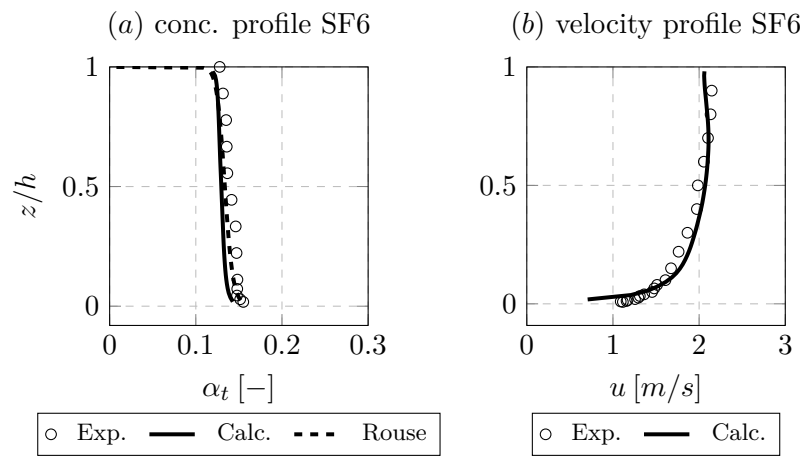 (a) conc. profile SF6
(b) velocity profile SF6
1
0.5
0
z/h
0
0.1
0.2
0.3
α_t [−]
Exp.
Calc.
Rouse
1
0.5
0
0
1
2
3
u [m/s]
Exp.
Calc.